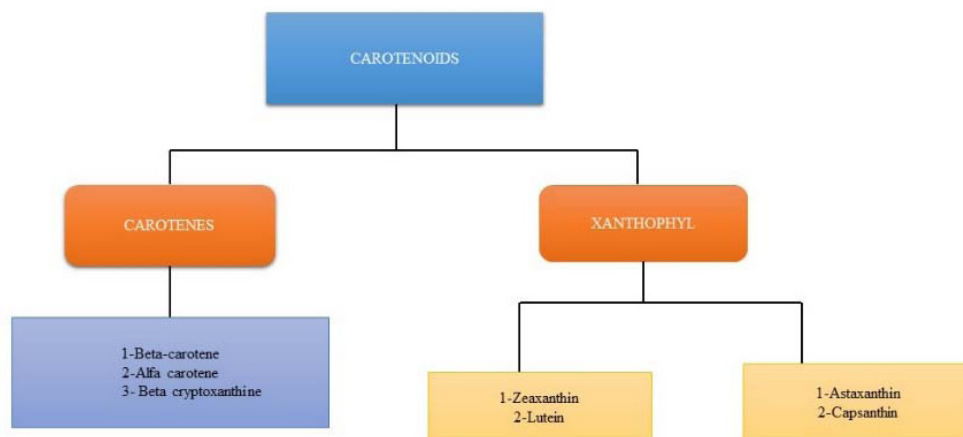 CAROTENOIDS
CAROTENES
XANTHOPHYL
1-Beta-carotene
2-Alfa carotene
3- Beta cryptoxanthine
1-Zeaxanthin
2-Lutein
1-Astaxanthin
2-Capsanthin